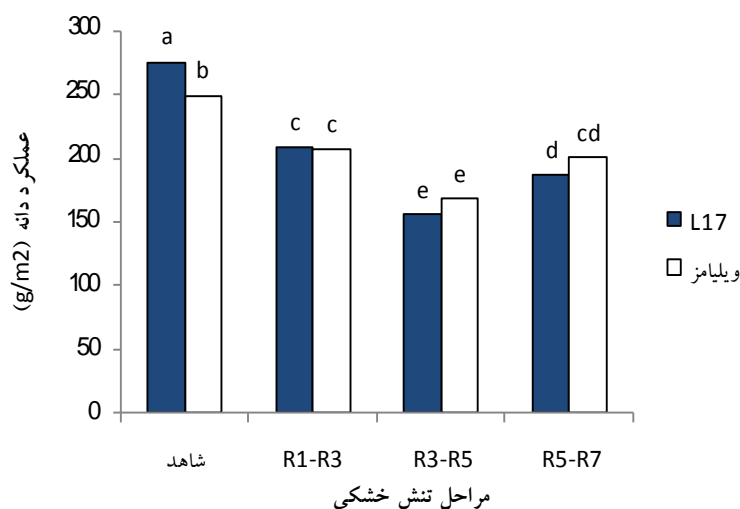 عملکرد دانه (g/m2)
300
250
200
150
100
50
0
a
b
c
c
e
e
d
cd
شاهد
R1-R3
R3-R5
R5-R7
مراحل تنش خشکی
L17
ویلیامز